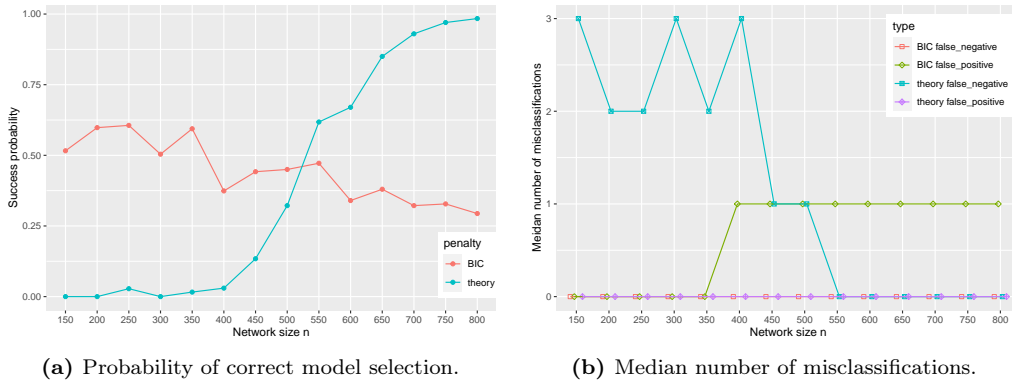 1.00
0.75
0.50
0.25
0.00
Success probability
150 200 250 300 350 400 450 500 550 600 650 700 750 800
Network size n
penalty
BIC
theory
(a) Probability of correct model selection.
3
2
1
0
Meidan number of misclassifications
150 200 250 300 350 400 450 500 550 600 650 700 750 800
Network size n
type
BIC false_negative
BIC false_positive
theory false_negative
theory false_positive
(b) Median number of misclassifications.